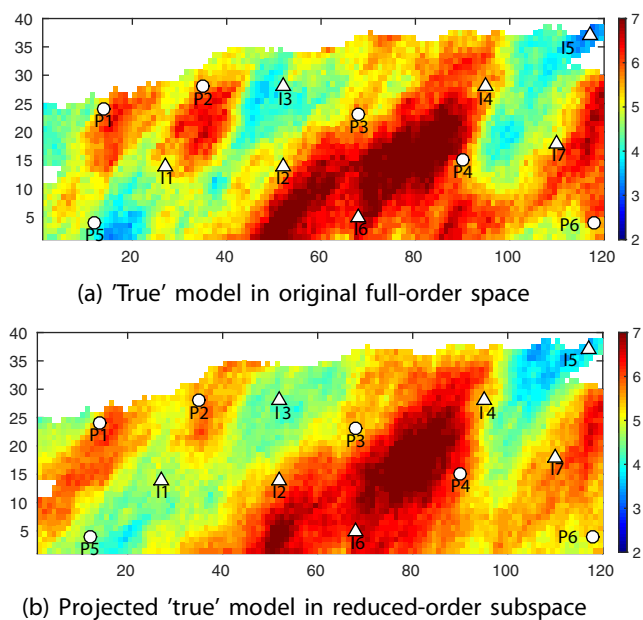 40
35
30
25
20
15
10
5
20 40 60 80 100 120
7
6
5
4
3
2
P1 P2 I3 I5
P3 I4
I1 I2 P4 I7
P5 I6 P6
(a) 'True' model in original full-order space
40
35
30
25
20
15
10
5
20 40 60 80 100 120
7
6
5
4
3
2
P1 P2 I3 I5
P3 I4
I1 I2 P4 I7
P5 I6 P6
(b) Projected 'true' model in reduced-order subspace